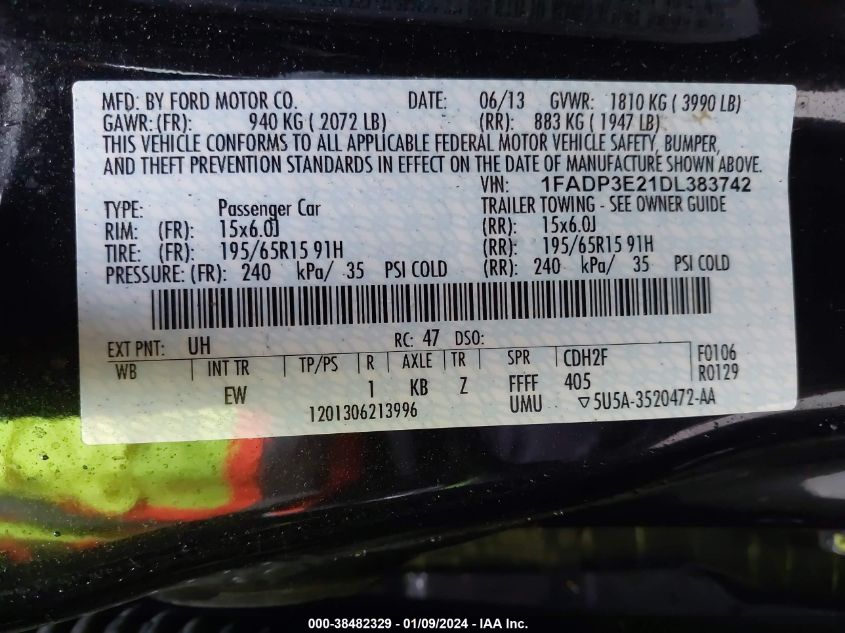 MFD. BY FORD MOTOR CO. DATE: 06/13 GVWR: 1810 KG ( 3990 LB)
GAWR: (FR): 940 KG ( 2072 LB) (RR): 883 KG ( 1947 LB)
THIS VEHICLE CONFORMS TO ALL APPLICABLE FEDERAL MOTOR VEHICLE SAFETY, BUMPER,
AND THEFT PREVENTION STANDARDS IN EFFECT ON THE DATE OF MANUFACTURE SHOWN ABOVE.
VIN: 1FADP3E21DL383742
TYPE: Passenger Car TRAILER TOWING - SEE OWNER GUIDE
RIM: (FR): 15x6.0J (RR): 15x6.0J
TIRE: (FR): 195/65R15 91H (RR): 195/65R15 91H
PRESSURE: (FR): 240 kPa/ 35 PSI COLD (RR): 240 kPa/ 35 PSI COLD
EXT PNT: UH RC: 47 DSO:
WB INT TR TP/PS R AXLE TR SPR CDH2F F0106
EW 1 KB Z FFFF 405 R0129
1201306213996 UMU ▽5U5A-3520472-AA
000-38482329 - 01/09/2024 - IAA Inc.